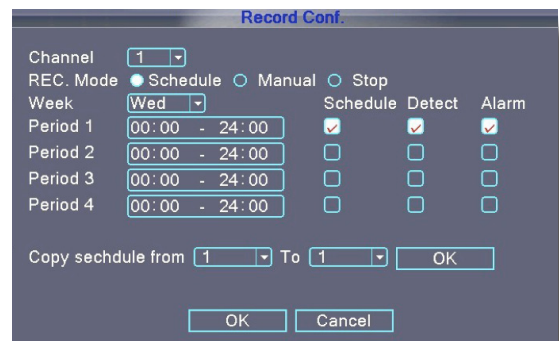 Record Conf.
Channel 1
REC. Mode Schedule Manual Stop
Week Wed Schedule Detect Alarm
Period 1 00:00 - 24:00
Period 2 00:00 - 24:00
Period 3 00:00 - 24:00
Period 4 00:00 - 24:00
Copy sechdule from 1 To 1 OK
OK Cancel